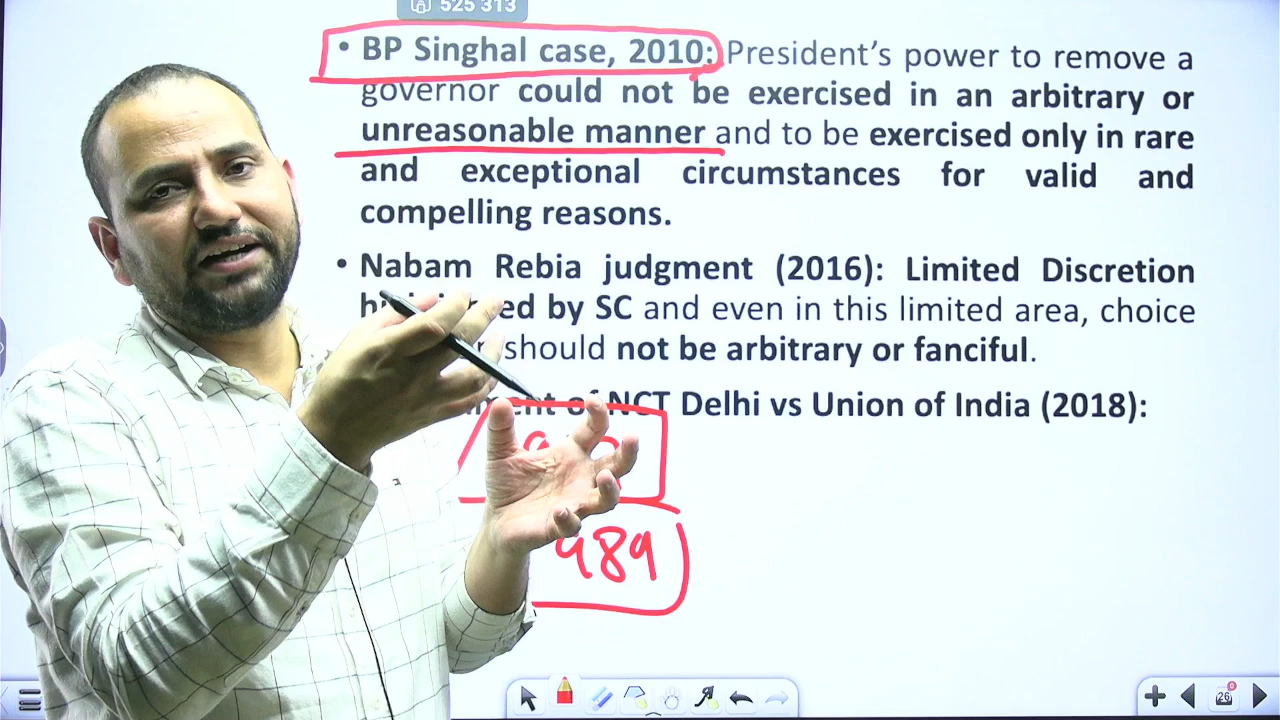 525 313
• BP Singhal case, 2010: President’s power to remove a
governor could not be exercised in an arbitrary or
unreasonable manner and to be exercised only in rare
and exceptional circumstances for valid and
compelling reasons.
• Nabam Rebia judgment (2016): Limited Discretion
by SC and even in this limited area, choice
should not be arbitrary or fanciful.
of NCT Delhi vs Union of India (2018):
489
26